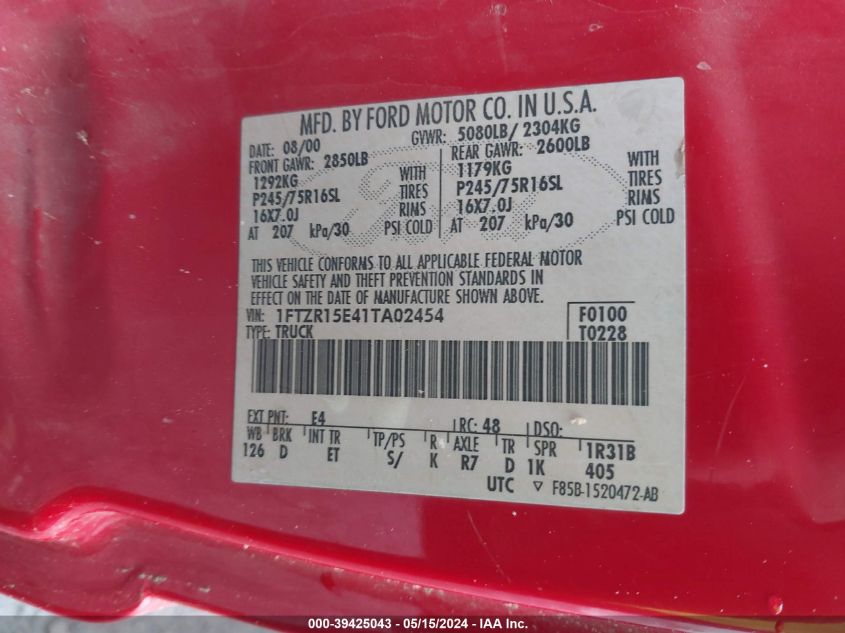 MFD. BY FORD MOTOR CO. IN U.S.A.
DATE: 08/00 GVWR: 5080LB/ 2304KG
FRONT GAWR: 2850LB REAR GAWR: 2600LB
1292KG WITH 1179KG WITH
P245/75R16SL TIRES P245/75R16SL TIRES
16X7.0J RIMS 16X7.0J RIMS
AT 207 kPa/30 PSI COLD AT 207 kPa/30 PSI COLD
THIS VEHICLE CONFORMS TO ALL APPLICABLE FEDERAL MOTOR
VEHICLE SAFETY AND THEFT PREVENTION STANDARDS IN
EFFECT ON THE DATE OF MANUFACTURE SHOWN ABOVE.
VIN: 1FTZR15E41TA02454 F0100
TYPE: TRUCK T0228
EXT PNT: E4 RC: 48 DSO:
WB BRK INT TR TP/PS R AXLE TR SPR 1R31B
126 D ET S/ K R7 D 1K 405
UTC ▽ F85B-1520472-AB
000-39425043 - 05/15/2024 - IAA Inc.